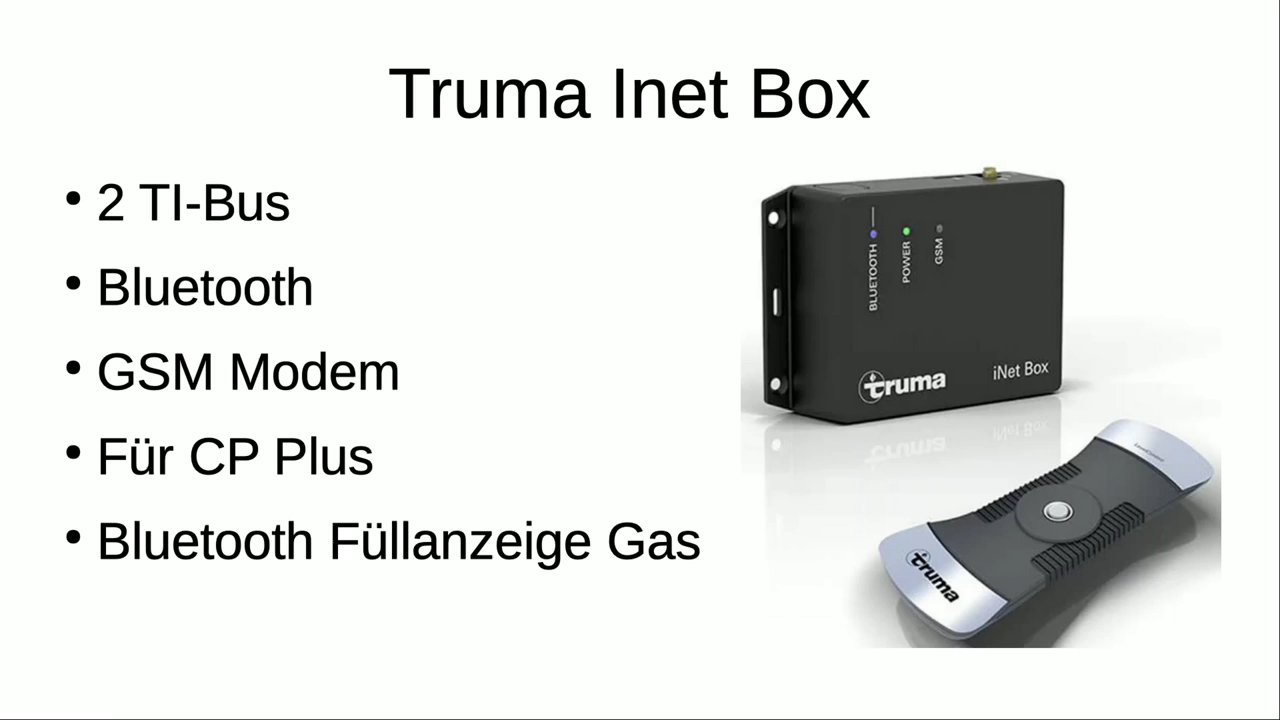 Truma Inet Box
• 2 TI-Bus
• Bluetooth
• GSM Modem
• Für CP Plus
• Bluetooth Füllanzeige Gas
BLUETOOTH
POWER
GSM
truma
iNet Box
truma